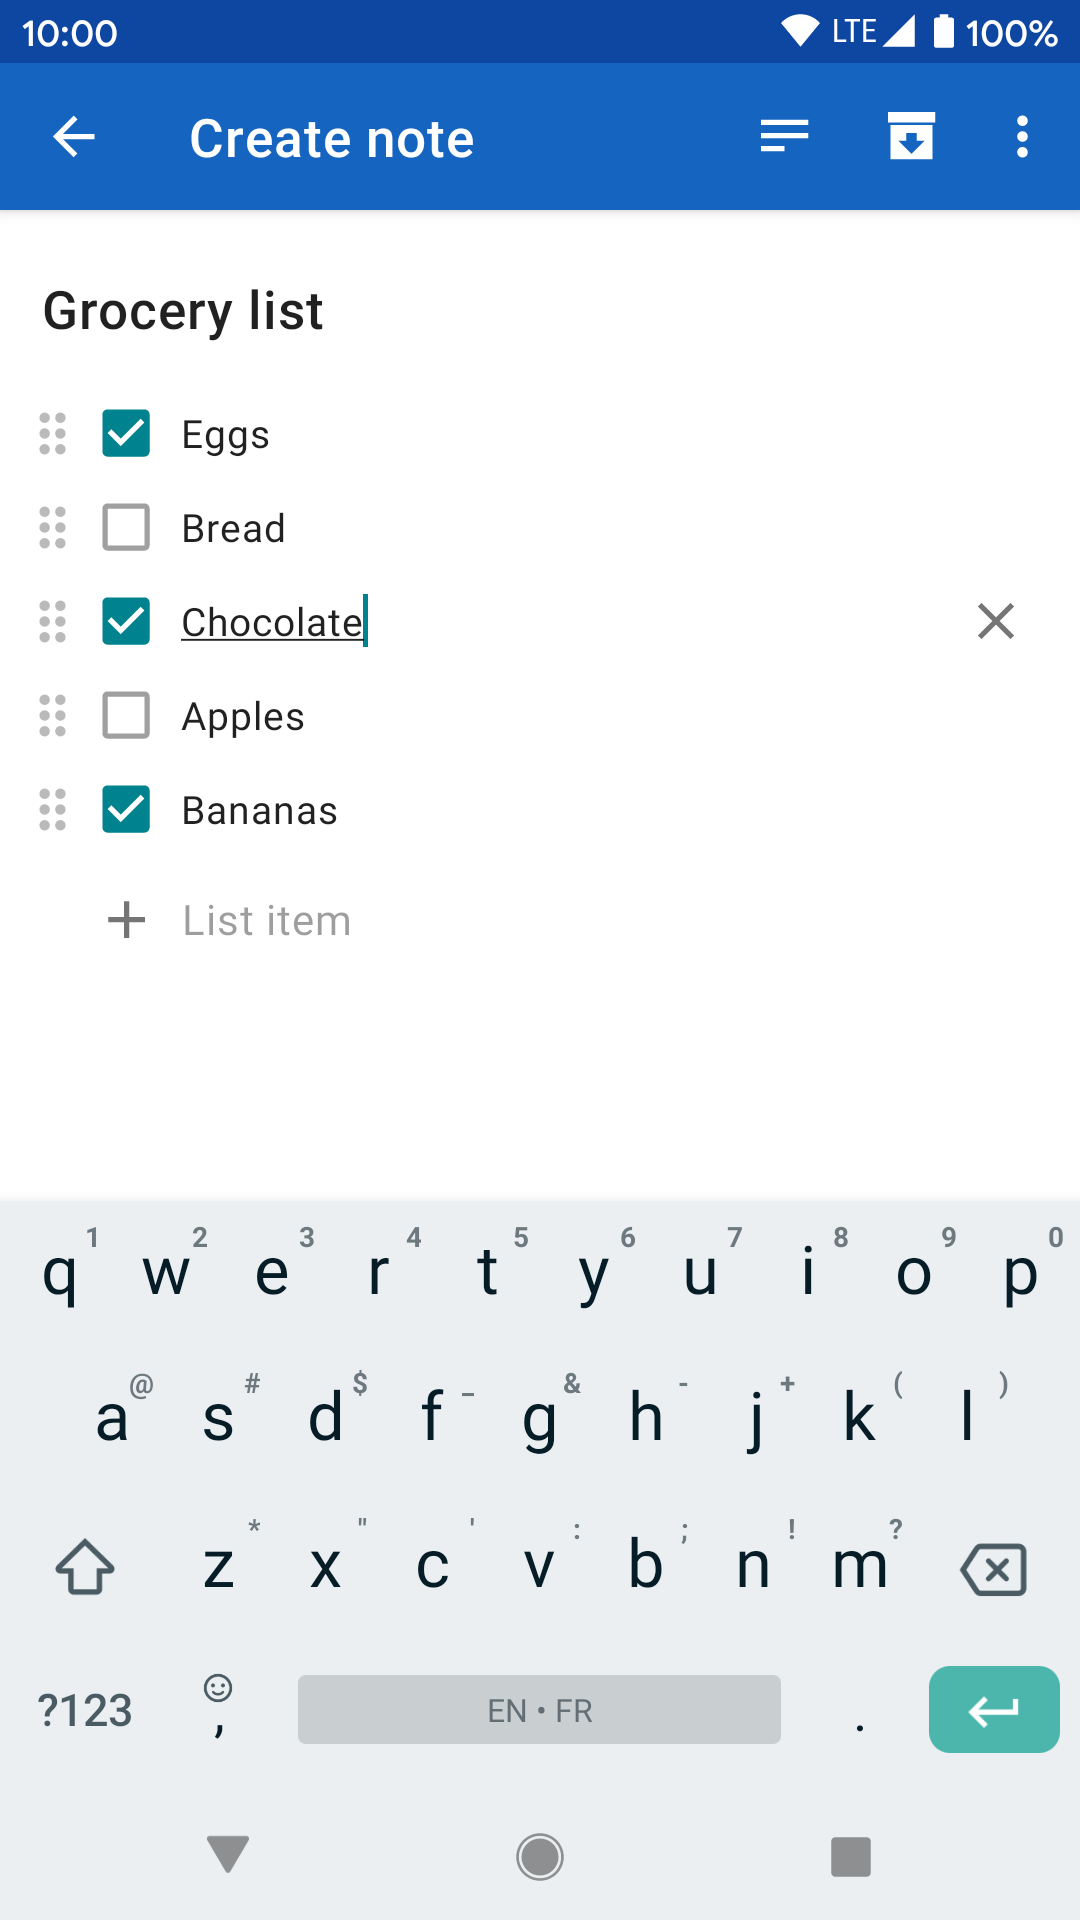 10:00 LTE 100%
Create note
Grocery list
Eggs
Bread
Chocolate
Apples
Bananas
List item
1 2 3 4 5 6 7 8 9 0
q w e r t y u i o p
@ # $ _ & - + ( )
a s d f g h j k l
* " ' : ; ! ?
z x c v b n m
?123 , EN • FR .